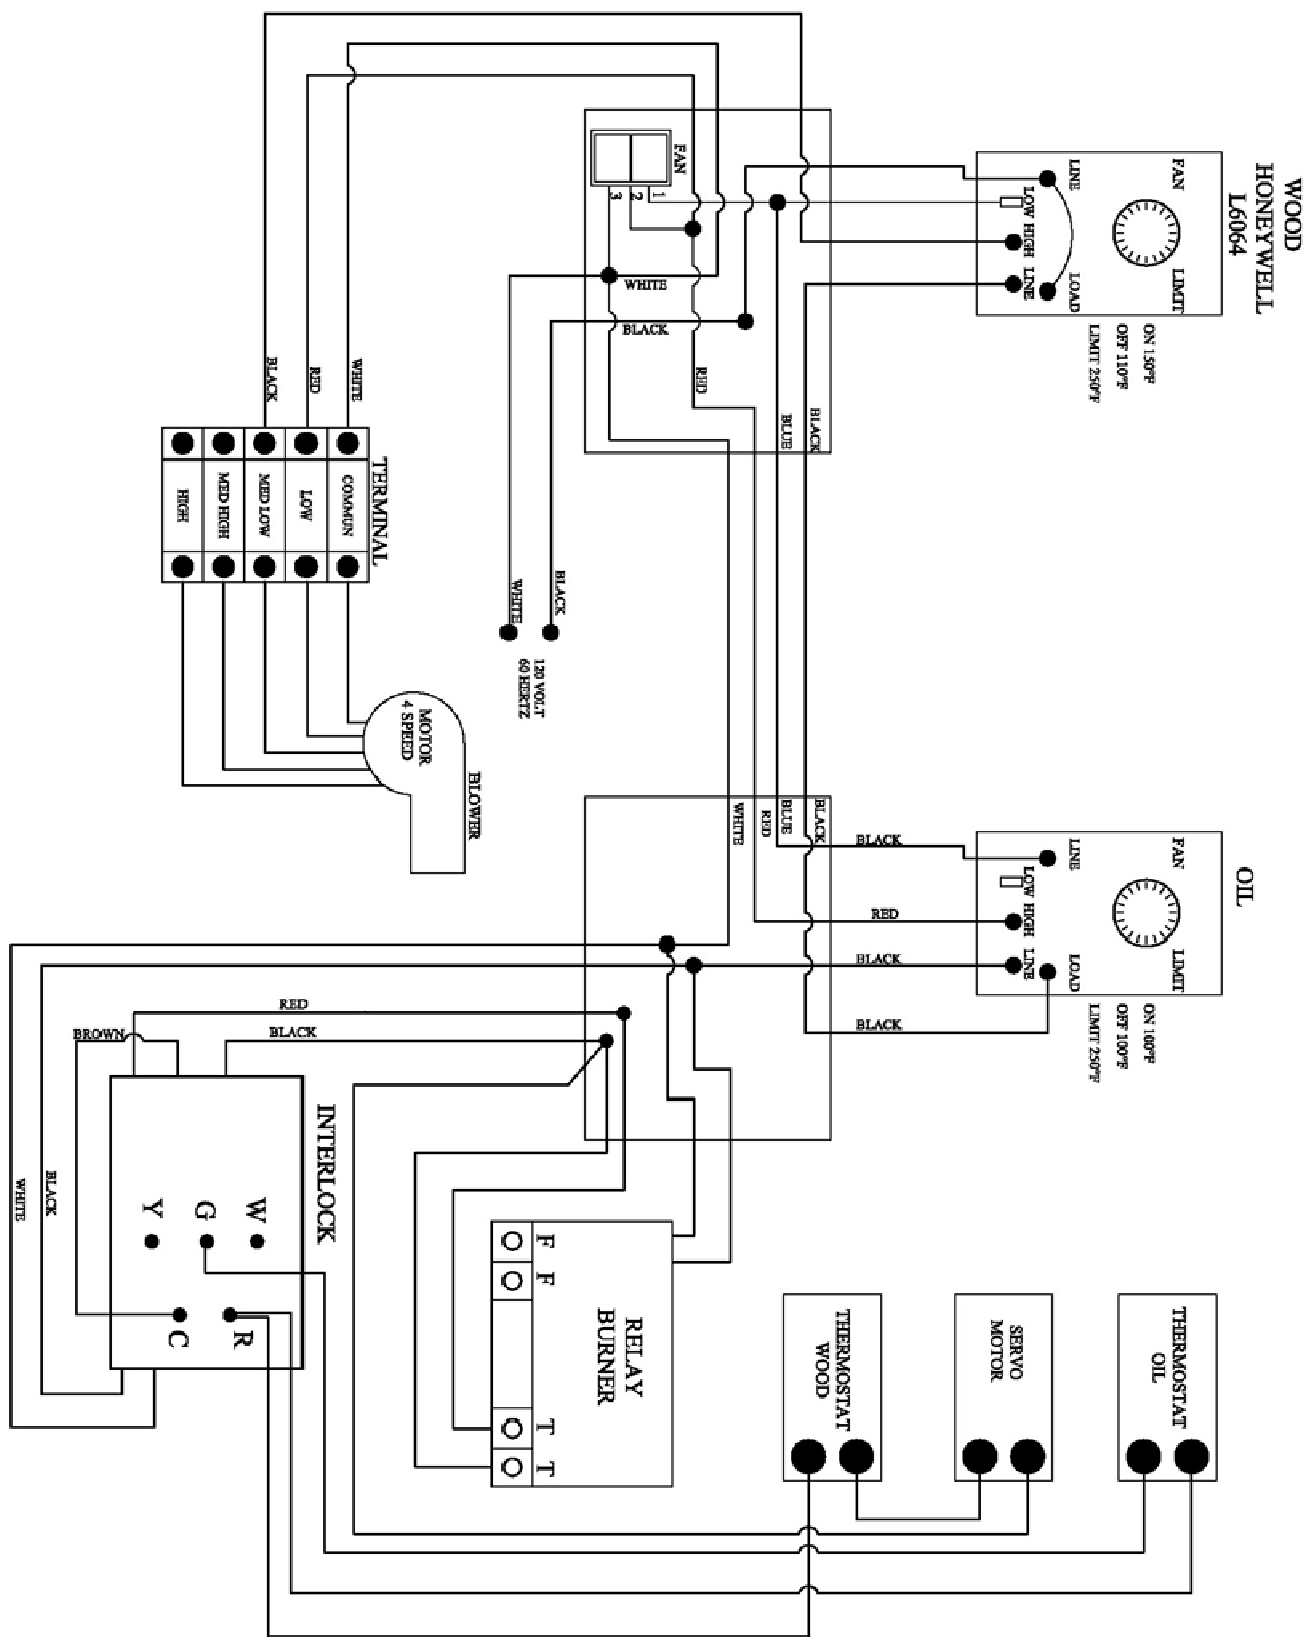 WOOD
HONEYWELL
L6064
FAN
LIMIT
LINE
LOAD
LOW
HIGH
LINE
ON 150°F
OFF 110°F
LIMIT 250°F
FAN
1
2
3
WHITE
BLACK
RED
BLUE
BLACK
BLACK
RED
WHITE
TERMINAL
COMMUN
LOW
MED LOW
MED HIGH
HIGH
BLACK
WHITE
120 VOLT
60 HERTZ
MOTOR
4 SPEED
BLOWER
OIL
FAN
LIMIT
LINE
LOAD
LOW
HIGH
LINE
ON 100°F
OFF 100°F
LIMIT 250°F
BLACK
BLUE
RED
WHITE
BLACK
RED
BLACK
BLACK
RED
BLACK
BROWN
INTERLOCK
W
G
Y
R
C
BLACK
WHITE
F
F
T
T
RELAY
BURNER
THERMOSTAT
WOOD
SERVO
MOTOR
THERMOSTAT
OIL